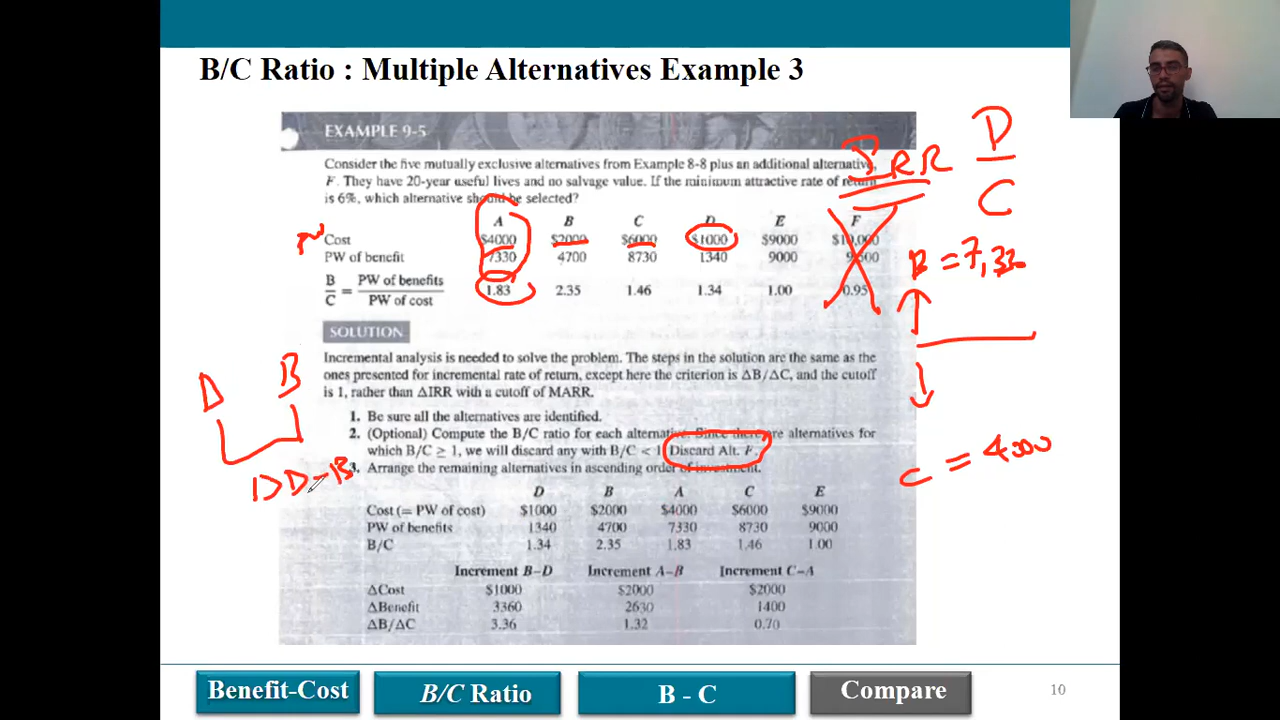 B/C Ratio : Multiple Alternatives Example 3
EXAMPLE 9-5
Consider the five mutually exclusive alternatives from Example 8-8 plus an additional alternative,
F. They have 20-year useful lives and no salvage value. If the minimum attractive rate of return
is 6%, which alternative should be selected?
A B C D E F
Cost $4000 $2000 $6000 $1000 $9000 $10,000
PW of benefit 7330 4700 8730 1340 9000 9,500
B/C = PW of benefits / PW of cost 1.83 2.35 1.46 1.34 1.00 0.95
SOLUTION
Incremental analysis is needed to solve the problem. The steps in the solution are the same as the
ones presented for incremental rate of return, except here the criterion is ΔB/ΔC, and the cutoff
is 1, rather than ΔIRR with a cutoff of MARR.
1. Be sure all the alternatives are identified.
2. (Optional) Compute the B/C ratio for each alternative. Since there are alternatives for
which B/C ≥ 1, we will discard any with B/C < 1 Discard Alt. F.
3. Arrange the remaining alternatives in ascending order of investment.
D B A C E
Cost (= PW of cost) $1000 $2000 $4000 $6000 $9000
PW of benefits 1340 4700 7330 8730 9000
B/C 1.34 2.35 1.83 1.46 1.00
Increment B–D Increment A–B Increment C–A
ΔCost $1000 $2000 $2000
ΔBenefit 3360 2630 1400
ΔB/ΔC 3.36 1.32 0.70
PW
IRR
D
C
B = 7,330
C = 4000
D B
D-B
Benefit-Cost B/C Ratio B - C Compare 10